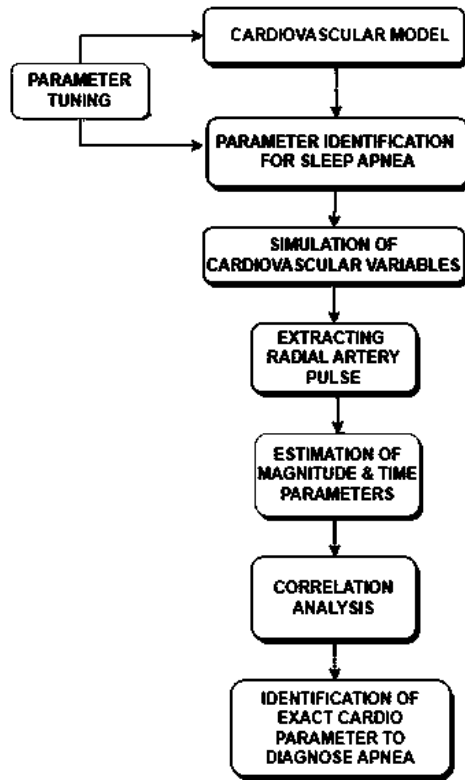 CARDIOVASCULAR MODEL
PARAMETER
TUNING
PARAMETER IDENTIFICATION
FOR SLEEP APNEA
SIMULATION OF
CARDIOVASCULAR VARIABLES
EXTRACTING
RADIAL ARTERY
PULSE
ESTIMATION OF
MAGNITUDE & TIME
PARAMETERS
CORRELATION
ANALYSIS
IDENTIFICATION OF
EXACT CARDIO
PARAMETER TO
DIAGNOSE APNEA